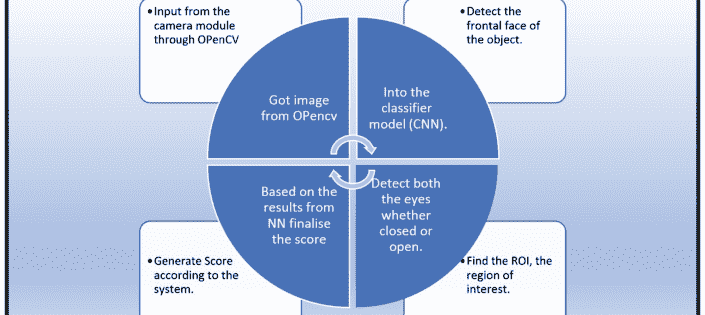 •Input from the
camera module
through OPenCV
•Detect the
frontal face of
the object.
Got image
from OPencv
Into the
classifier
model (CNN).
Based on the
results from
NN finalise
the score
Detect both
the eyes
whether
closed or
open.
•Generate Score
according to the
system.
•Find the ROI, the
region of
interest.